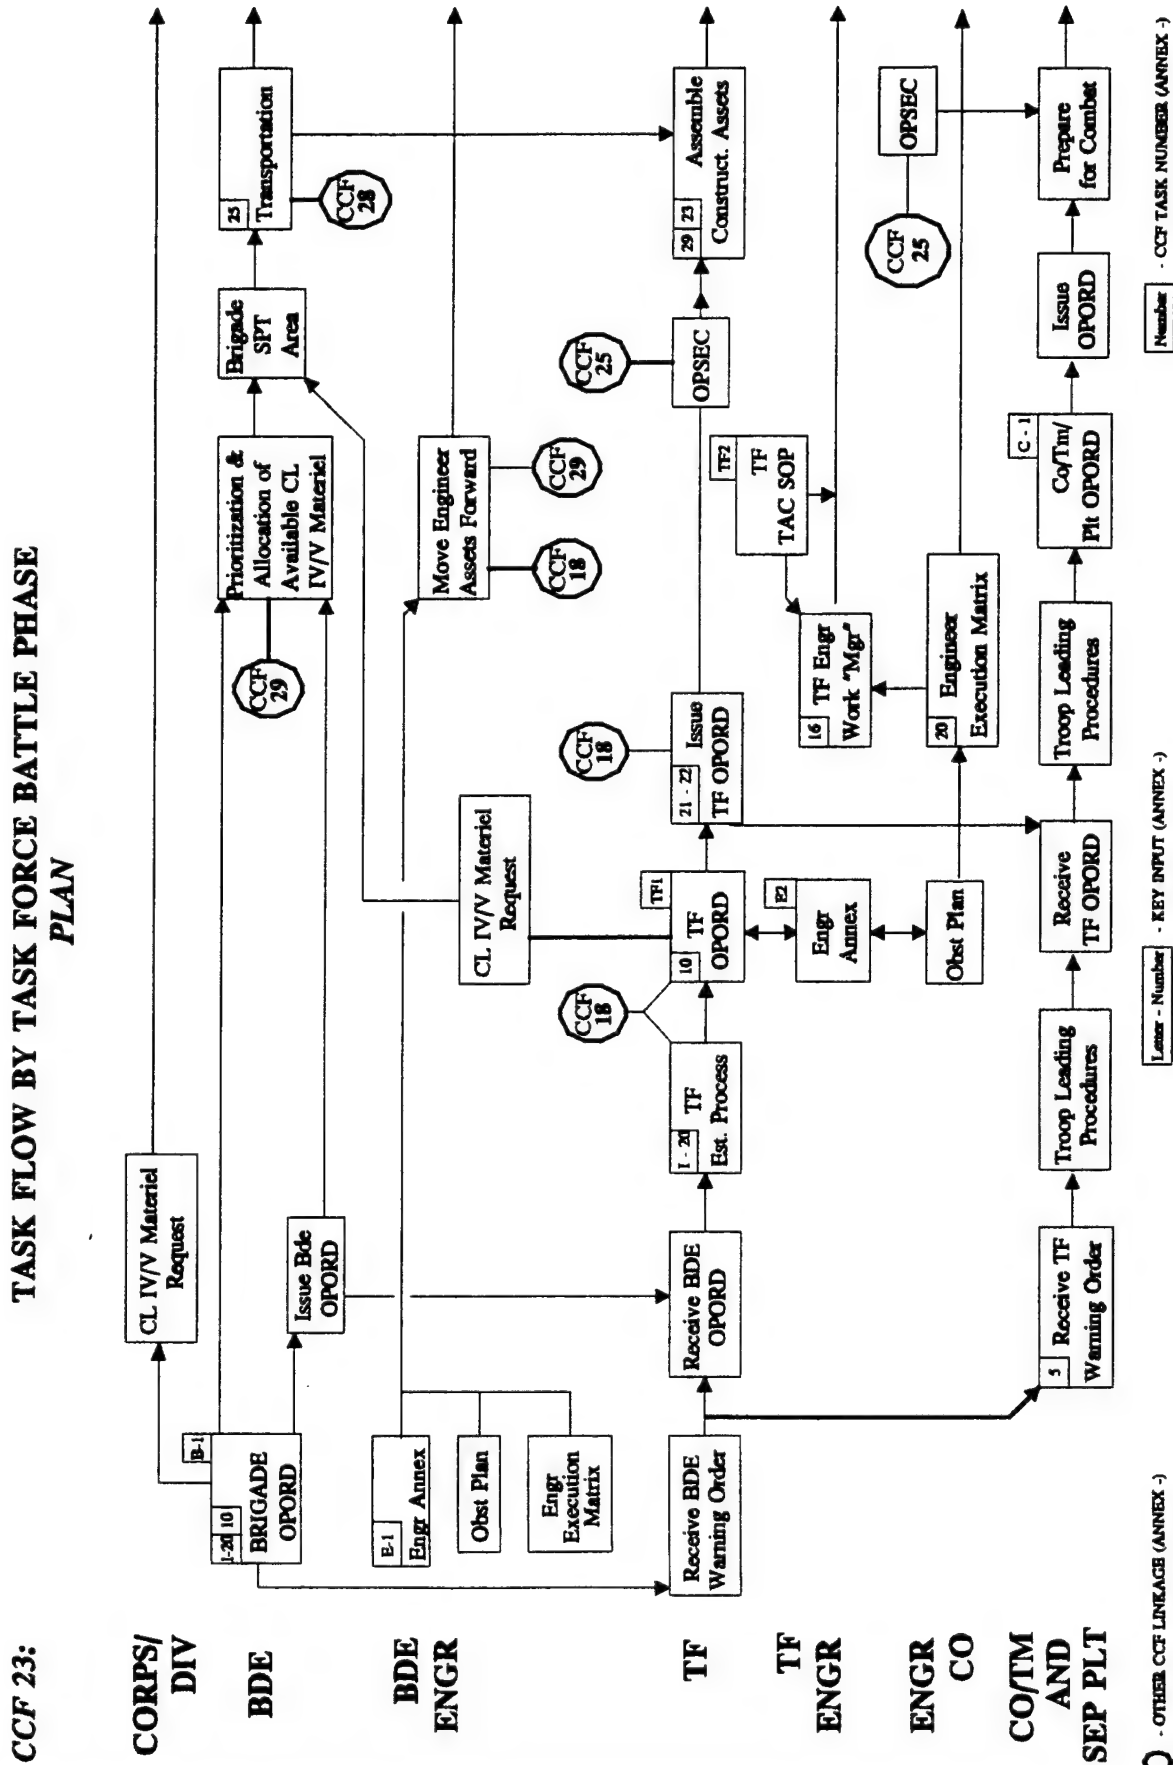 CCF 23:
TASK FLOW BY TASK FORCE BATTLE PHASE
PLAN
CORPS/
DIV
CL IV/V Materiel
Request
BDE
1-20 10
B-1
BRIGADE
OPORD
Issue Bde
OPORD
CCF
29
Prioritization &
Allocation of
Available CL
IV/V Materiel
Brigade
SPT
Area
25
Transportation
CCF
28
BDE
ENGR
E-1
Engr Annex
Obst Plan
Engr
Execution
Matrix
CL IV/V Materiel
Request
Move Engineer
Assets Forward
CCF
18
CCF
29
TF
Receive BDE
Warning Order
Receive BDE
OPORD
1 - 20
TF
Est. Process
CCF
18
TF1
10
TF
OPORD
CCF
18
21 - 22
Issue
TF OPORD
CCF
25
OPSEC
29 23
Assemble
Construct. Assets
TF
ENGR
E2
Engr
Annex
16
TF Engr
Work "Mgr"
TF2
TF
TAC SOP
ENGR
CO
Obst Plan
20
Engineer
Execution Matrix
CCF
25
OPSEC
CO/TM
AND
SEP PLT
5
Receive TF
Warning Order
Troop Leading
Procedures
Receive
TF OPORD
Troop Leading
Procedures
C - 1
Co/Tm/
Plt OPORD
Issue
OPORD
Prepare
for Combat
- OTHER CCF LINKAGE (ANNEX -)
Letter - Number - KEY INPUT (ANNEX -)
Number - CCF TASK NUMBER (ANNEX -)